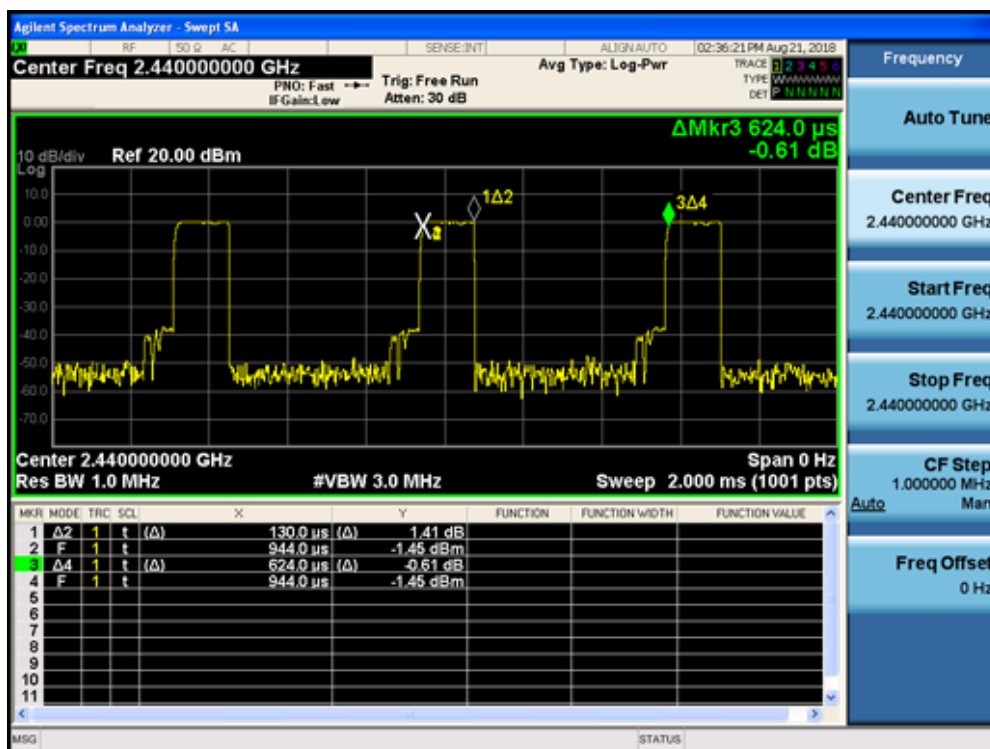 Agilent Spectrum Analyzer - Swept SA
RF 50 Ω AC SENSE:INT ALIGNAUTO 02:36:21 PM Aug 21, 2018
Center Freq 2.440000000 GHz
PNO: Fast
IFGain:Low
Trig: Free Run
Atten: 30 dB
Avg Type: Log-Pwr
TRACE 1 2 3 4 5 6
TYPE
DET P N N N N N
ΔMkr3 624.0 µs
-0.61 dB
10 dB/div Ref 20.00 dBm
Log
10.0
0.00
-10.0
-20.0
-30.0
-40.0
-50.0
-60.0
-70.0
1Δ2
3Δ4
Center 2.440000000 GHz Span 0 Hz
Res BW 1.0 MHz #VBW 3.0 MHz Sweep 2.000 ms (1001 pts)
MKR MODE TRC SCL X Y FUNCTION FUNCTION WIDTH FUNCTION VALUE
1 Δ2 1 t (Δ) 130.0 µs (Δ) 1.41 dB
2 F 1 t 944.0 µs -1.45 dBm
3 Δ4 1 t (Δ) 624.0 µs (Δ) -0.61 dB
4 F 1 t 944.0 µs -1.45 dBm
5
6
7
8
9
10
11
MSG STATUS
Frequency
Auto Tune
Center Freq
2.440000000 GHz
Start Freq
2.440000000 GHz
Stop Freq
2.440000000 GHz
CF Step
1.000000 MHz
Auto Man
Freq Offset
0 Hz